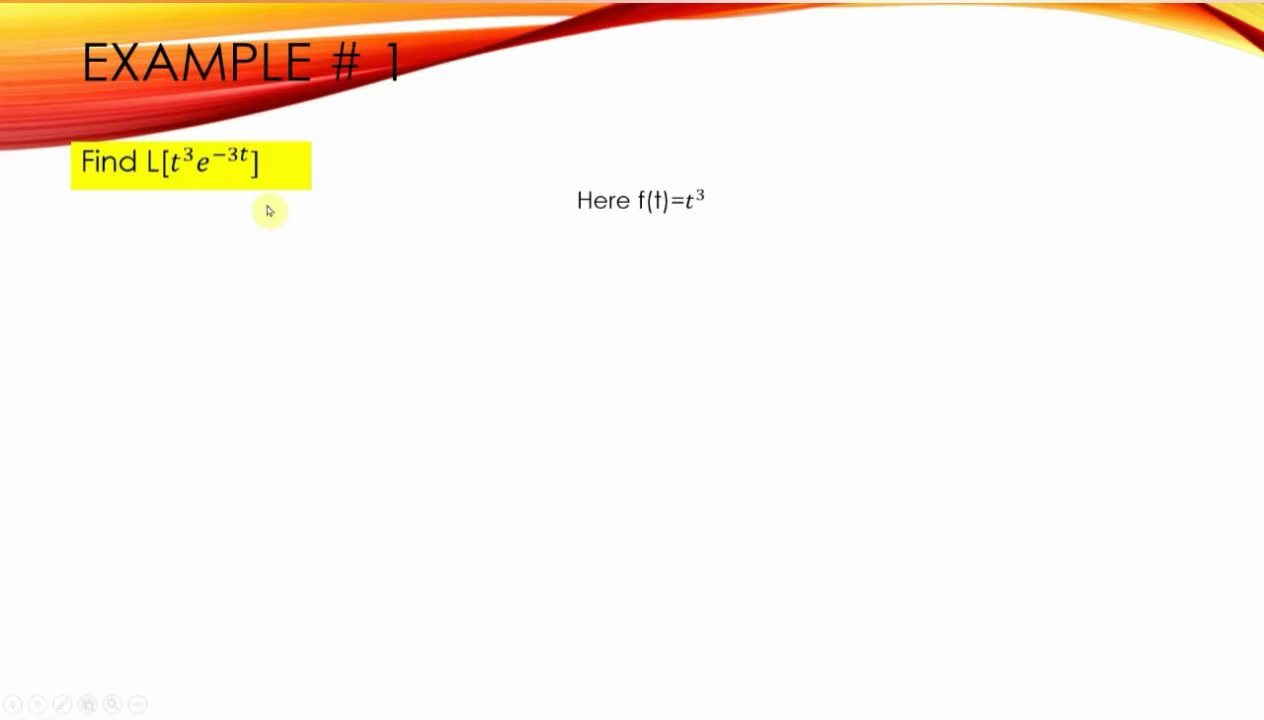 EXAMPLE # 1
Find L[t³e⁻³ᵗ]
Here f(t)=t³